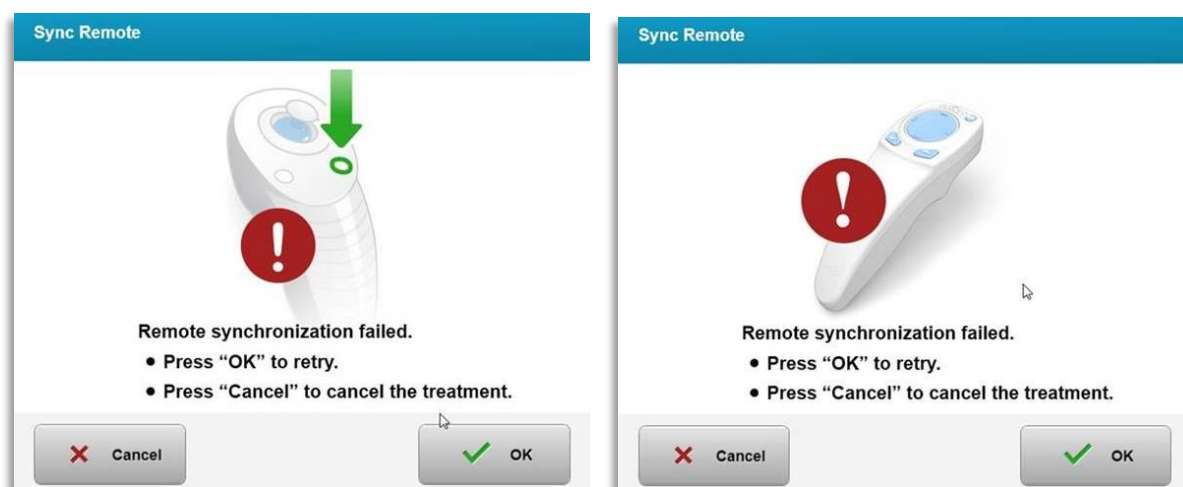 Sync Remote
Remote synchronization failed.
• Press “OK” to retry.
• Press “Cancel” to cancel the treatment.
Cancel
OK
Sync Remote
Remote synchronization failed.
• Press “OK” to retry.
• Press “Cancel” to cancel the treatment.
Cancel
OK